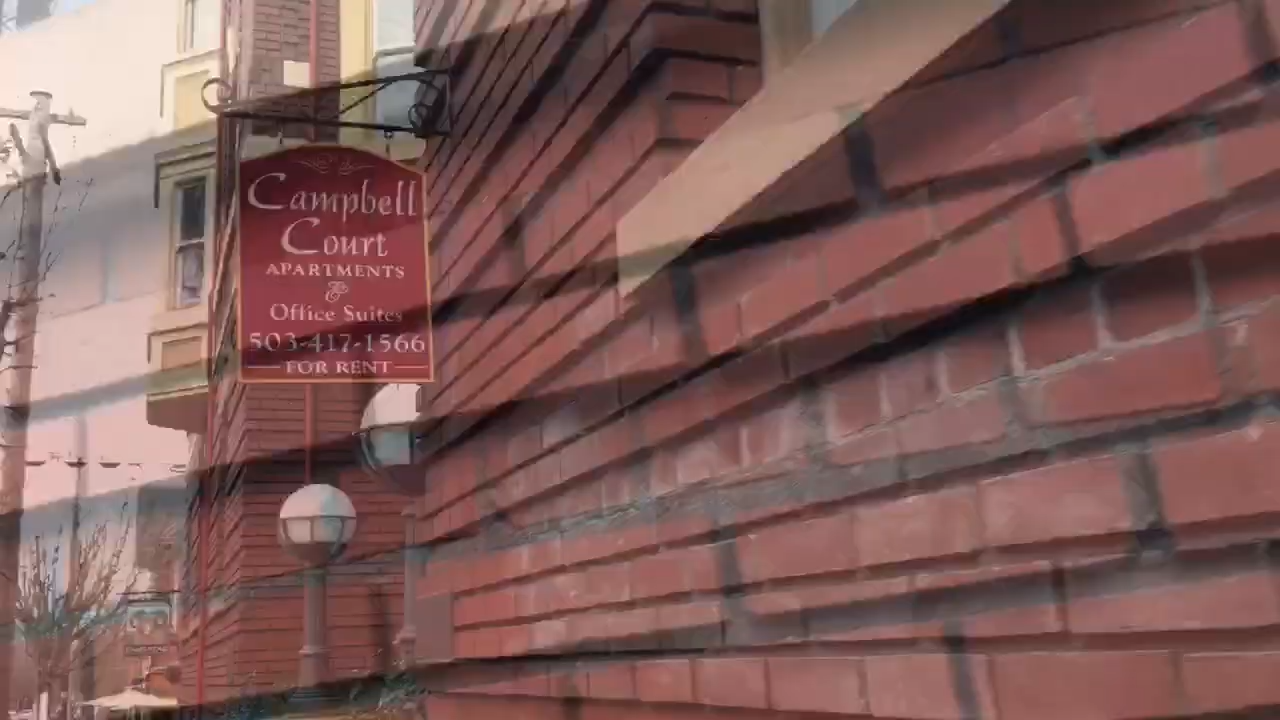 Campbell
Court
APARTMENTS
&
Office Suites
503-417-1566
FOR RENT